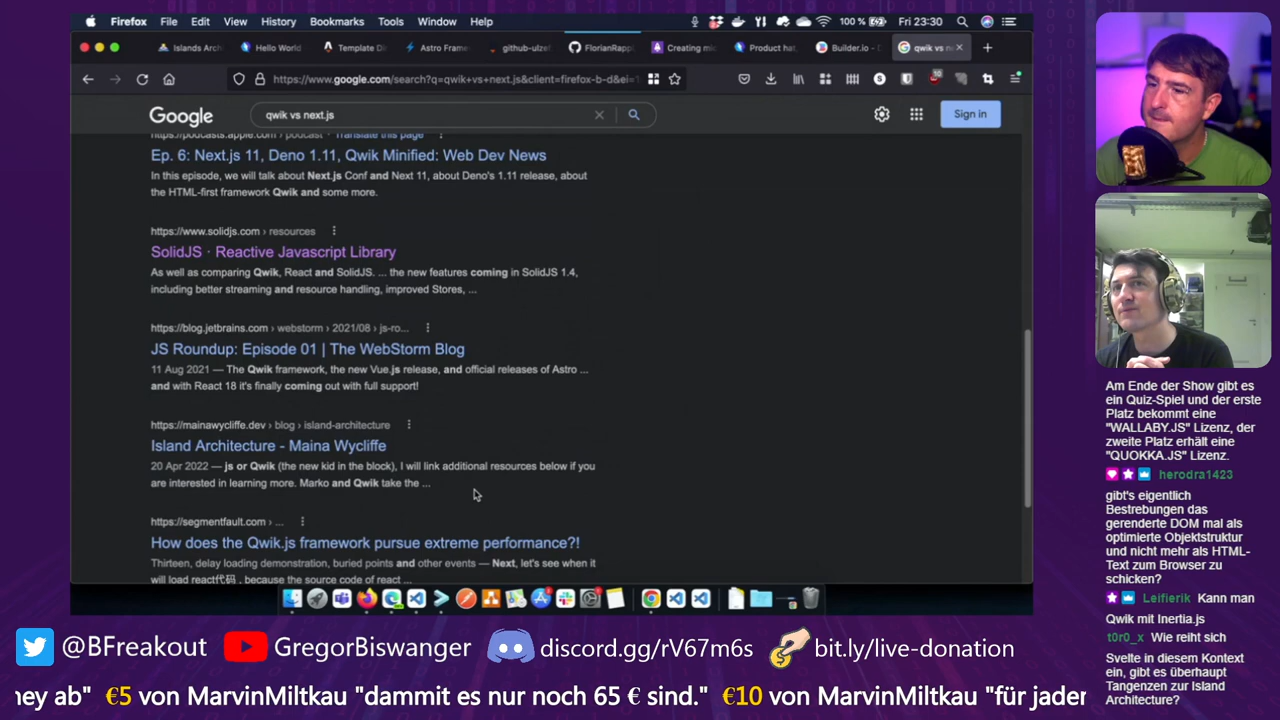 Firefox File Edit View History Bookmarks Tools Window Help
100 % Fri 23:30
Islands Arch
Hello World
Template Di
Astro Frame
github-ulzef
FlorianRappl
Creating mic
Product hat,
Builder.io -
qwik vs ne
https://www.google.com/search?q=qwik+vs+next.js&client=firefox-b-d&ei=
Google
qwik vs next.js
Sign in
https://podcasts.apple.com › podcast · Translate this page
Ep. 6: Next.js 11, Deno 1.11, Qwik Minified: Web Dev News
In this episode, we will talk about Next.js Conf and Next 11, about Deno's 1.11 release, about
the HTML-first framework Qwik and some more.
https://www.solidjs.com › resources
SolidJS · Reactive Javascript Library
As well as comparing Qwik, React and SolidJS. ... the new features coming in SolidJS 1.4,
including better streaming and resource handling, improved Stores, ...
https://blog.jetbrains.com › webstorm › 2021/08 › js-ro...
JS Roundup: Episode 01 | The WebStorm Blog
11 Aug 2021 — The Qwik framework, the new Vue.js release, and official releases of Astro ...
and with React 18 it's finally coming out with full support!
https://mainawycliffe.dev › blog › island-architecture
Island Architecture - Maina Wycliffe
20 Apr 2022 — js or Qwik (the new kid in the block), I will link additional resources below if you
are interested in learning more. Marko and Qwik take the ...
https://segmentfault.com › ...
How does the Qwik.js framework pursue extreme performance?!
Thirteen, delay loading demonstration, buried points and other events — Next, let's see when it
will load react代码 , because the source code of react ...
Am Ende der Show gibt es
ein Quiz-Spiel und der erste
Platz bekommt eine
"WALLABY.JS" Lizenz, der
zweite Platz erhält eine
"QUOKKA.JS" Lizenz.
herodra1423
gibt's eigentlich
Bestrebungen das
gerenderte DOM mal als
optimierte Objektstruktur
und nicht mehr als HTML-
Text zum Browser zu
schicken?
Leifierik Kann man
Qwik mit Inertia.js
t0r0_x Wie reiht sich
Svelte in diesem Kontext
ein, gibt es überhaupt
Tangenzen zur Island
Architecture?
@BFreakout GregorBiswanger discord.gg/rV67m6s bit.ly/live-donation
ney ab" €5 von MarvinMiltkau "dammit es nur noch 65 € sind." €10 von MarvinMiltkau "für jader